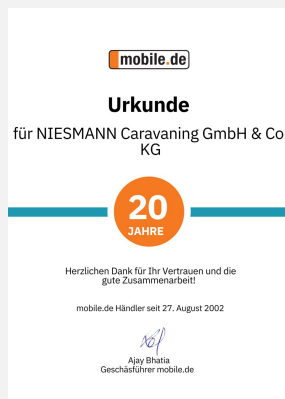 mobile.de
Urkunde
für NIESMANN Caravaning GmbH & Co
KG
20
JAHRE
Herzlichen Dank für Ihr Vertrauen und die
gute Zusammenarbeit!
mobile.de Händler seit 27. August 2002
Ajay Bhatia
Geschäsführer mobile.de